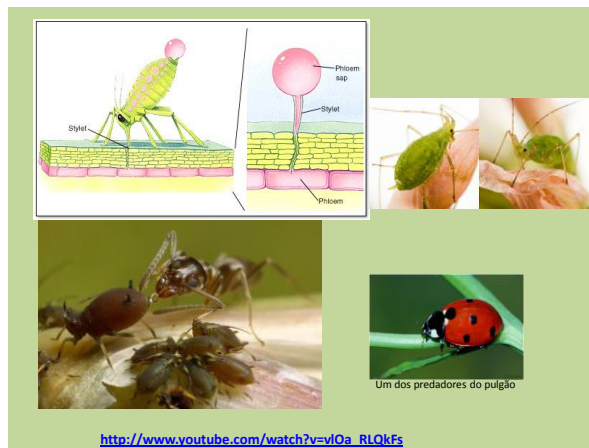 Stylet
Phloem
sap
Stylet
Phloem
Um dos predadores do pulgão
http://www.youtube.com/watch?v=vlOa_RLQkFs